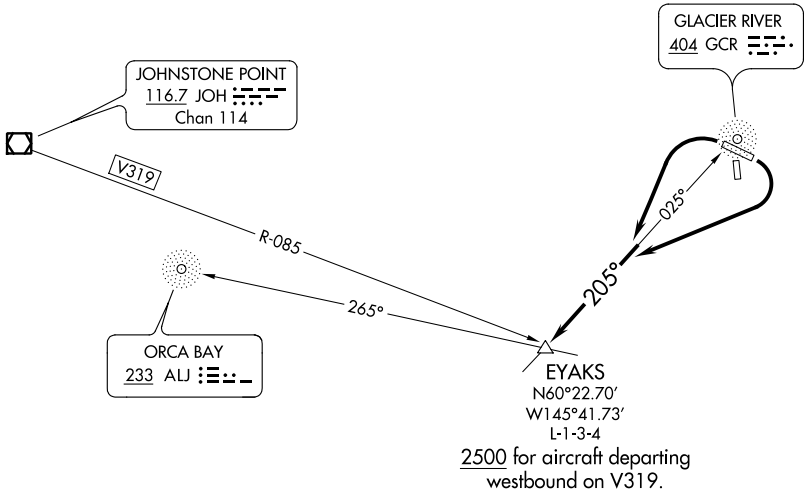 GLACIER RIVER
404 GCR
JOHNSTONE POINT
116.7 JOH
Chan 114
V319
025°
R-085
205°
265°
ORCA BAY
233 ALJ
EYAKS
N60°22.70’
W145°41.73’
L-1-3-4
2500 for aircraft departing
westbound on V319.